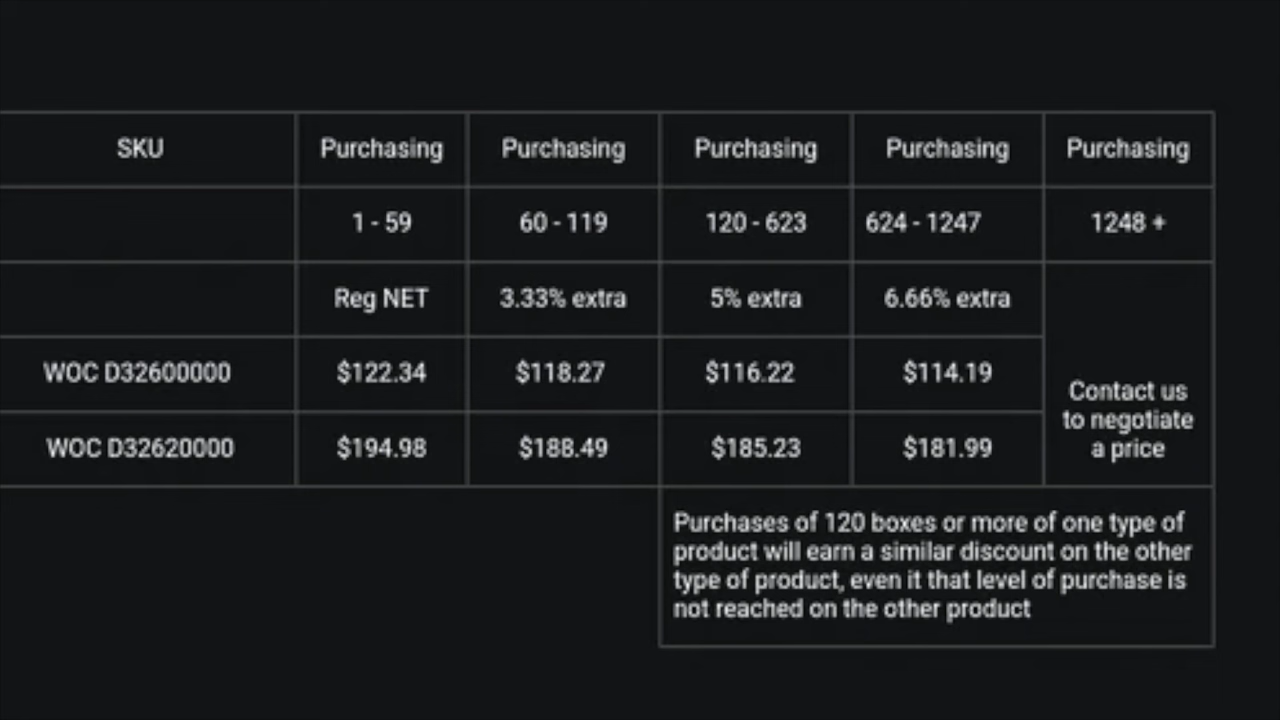 SKU Purchasing Purchasing Purchasing Purchasing Purchasing
1 - 59 60 - 119 120 - 623 624 - 1247 1248 +
Reg NET 3.33% extra 5% extra 6.66% extra
WOC D32600000 $122.34 $118.27 $116.22 $114.19
WOC D32620000 $194.98 $188.49 $185.23 $181.99
Contact us
to negotiate
a price
Purchases of 120 boxes or more of one type of
product will earn a similar discount on the other
type of product, even it that level of purchase is
not reached on the other product